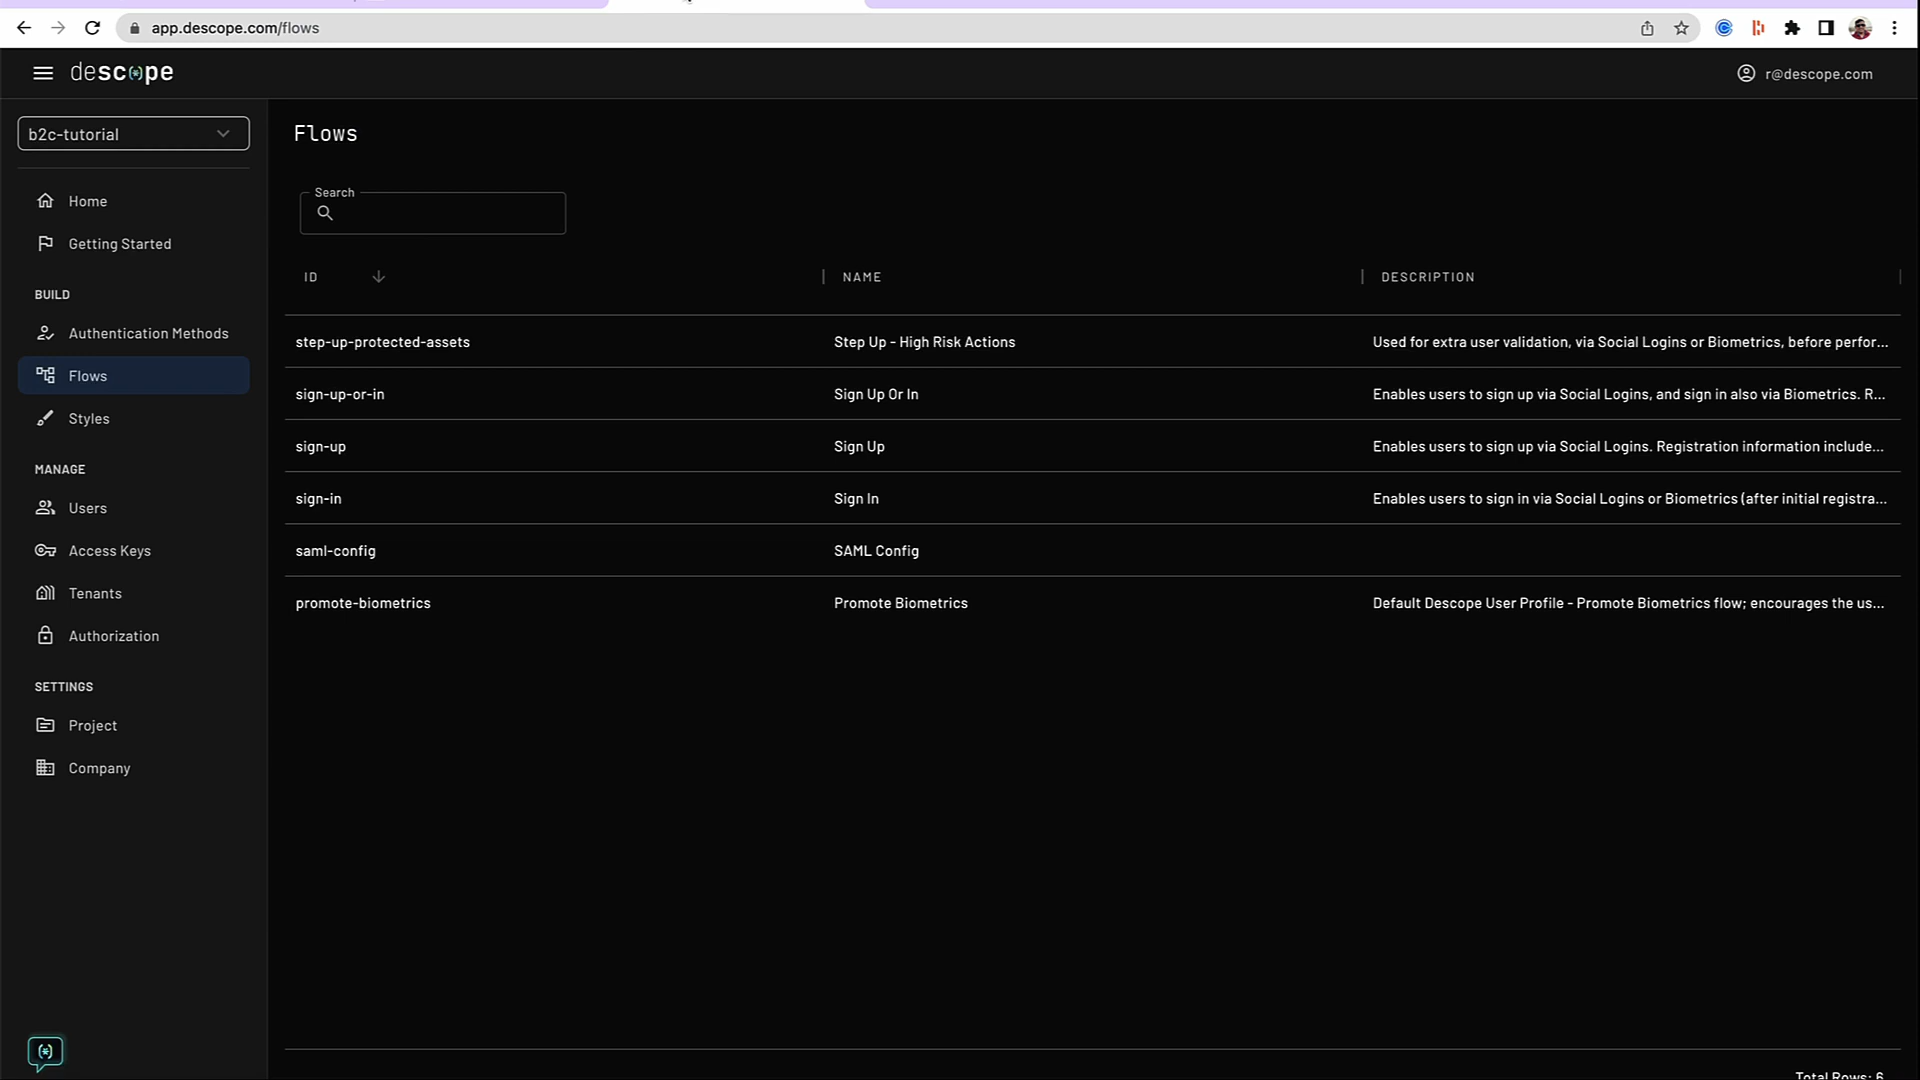 app.descope.com/flows
descope
r@descope.com
b2c-tutorial
Flows
Home
Search
Getting Started
ID
NAME
DESCRIPTION
BUILD
Authentication Methods
step-up-protected-assets
Step Up - High Risk Actions
Used for extra user validation, via Social Logins or Biometrics, before perfor...
Flows
sign-up-or-in
Sign Up Or In
Enables users to sign up via Social Logins, and sign in also via Biometrics. R...
Styles
sign-up
Sign Up
Enables users to sign up via Social Logins. Registration information include...
MANAGE
sign-in
Sign In
Enables users to sign in via Social Logins or Biometrics (after initial registra...
Users
Access Keys
saml-config
SAML Config
Tenants
promote-biometrics
Promote Biometrics
Default Descope User Profile - Promote Biometrics flow; encourages the us...
Authorization
SETTINGS
Project
Company
Total Rows: 6